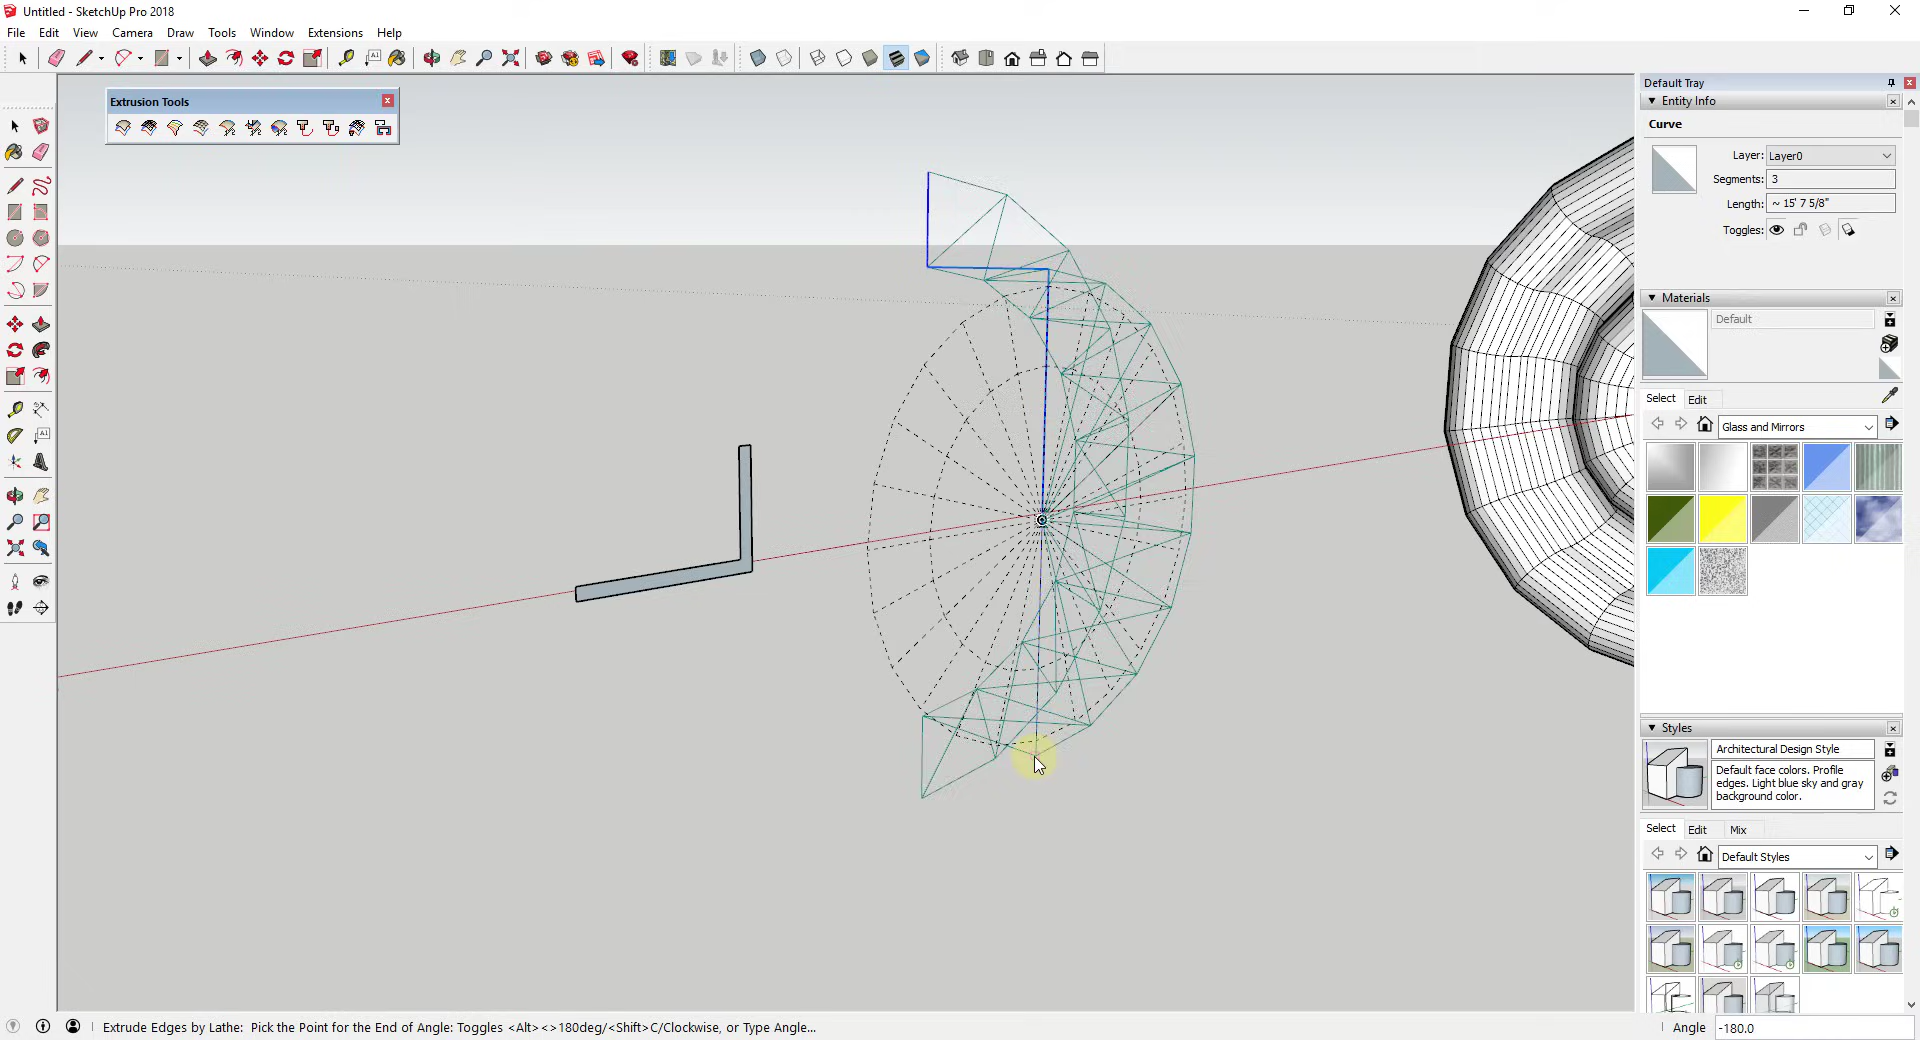 Untitled - SketchUp Pro 2018
File Edit View Camera Draw Tools Window Extensions Help
Extrusion Tools
Default Tray
Entity Info
Curve
Layer: Layer0
Segments: 3
Length: ~ 15' 7 5/8"
Toggles:
Materials
Default
Select Edit
Glass and Mirrors
Styles
Architectural Design Style
Default face colors. Profile
edges. Light blue sky and gray
background color.
Select Edit Mix
Default Styles
Extrude Edges by Lathe: Pick the Point for the End of Angle: Toggles <Alt><>180deg/<Shift>C/Clockwise, or Type Angle... Angle -180.0